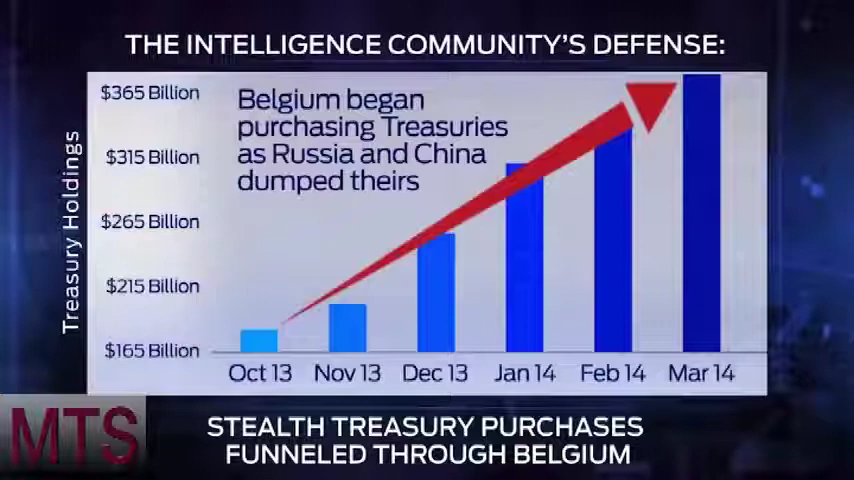 THE INTELLIGENCE COMMUNITY'S DEFENSE:
Treasury Holdings
$365 Billion
$315 Billion
$265 Billion
$215 Billion
$165 Billion
Belgium began
purchasing Treasuries
as Russia and China
dumped theirs
Oct 13 Nov 13 Dec 13 Jan 14 Feb 14 Mar 14
MTS
STEALTH TREASURY PURCHASES
FUNNELED THROUGH BELGIUM